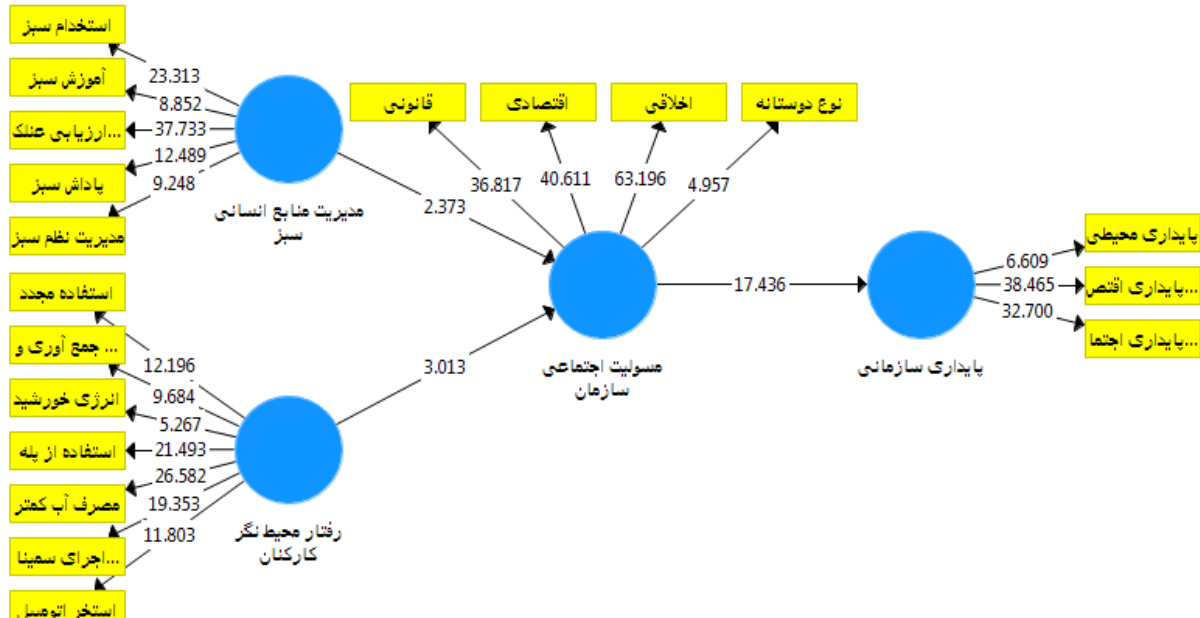 استخدام سبز
23.313
آموزش سبز
8.852
ارزیابی عملک...
37.733
پاداش سبز
12.489
مدیریت نظم سبز
9.248
مدیریت منابع انسانی
سبز
2.373
قانونی
36.817
اقتصادی
40.611
اخلاقی
63.196
نوع دوستانه
4.957
استفاده مجدد
12.196
جمع آوری و ...
9.684
انرژی خورشید
5.267
استفاده از پله
21.493
مصرف آب کمتر
26.582
اجرای سمینا...
19.353
استخر اتومبیل
11.803
رفتار محیط نگر
کارکنان
3.013
مسولیت اجتماعی
سازمان
17.436
پایداری سازمانی
پایداری محیطی
6.609
پایداری اقتص...
38.465
پایداری اجتما...
32.700